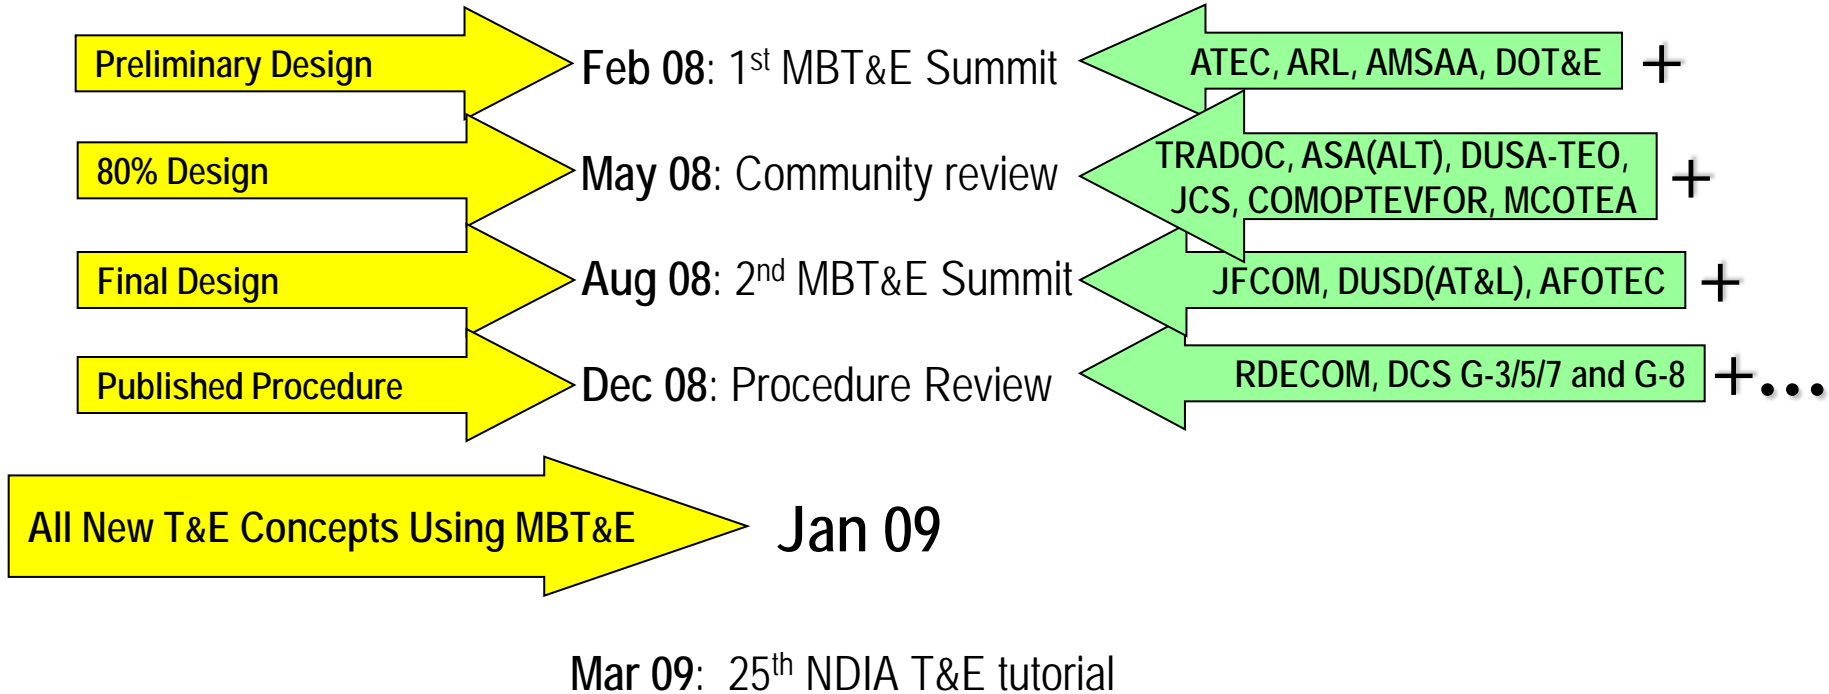 Preliminary Design
Feb 08: 1st MBT&E Summit
ATEC, ARL, AMSAA, DOT&E
+
80% Design
May 08: Community review
TRADOC, ASA(ALT), DUSA-TEO,
JCS, COMOPTEVFOR, MCOTEA
+
Final Design
Aug 08: 2nd MBT&E Summit
JFCOM, DUSD(AT&L), AFOTEC
+
Published Procedure
Dec 08: Procedure Review
RDECOM, DCS G-3/5/7 and G-8
+...
All New T&E Concepts Using MBT&E
Jan 09
Mar 09: 25th NDIA T&E tutorial